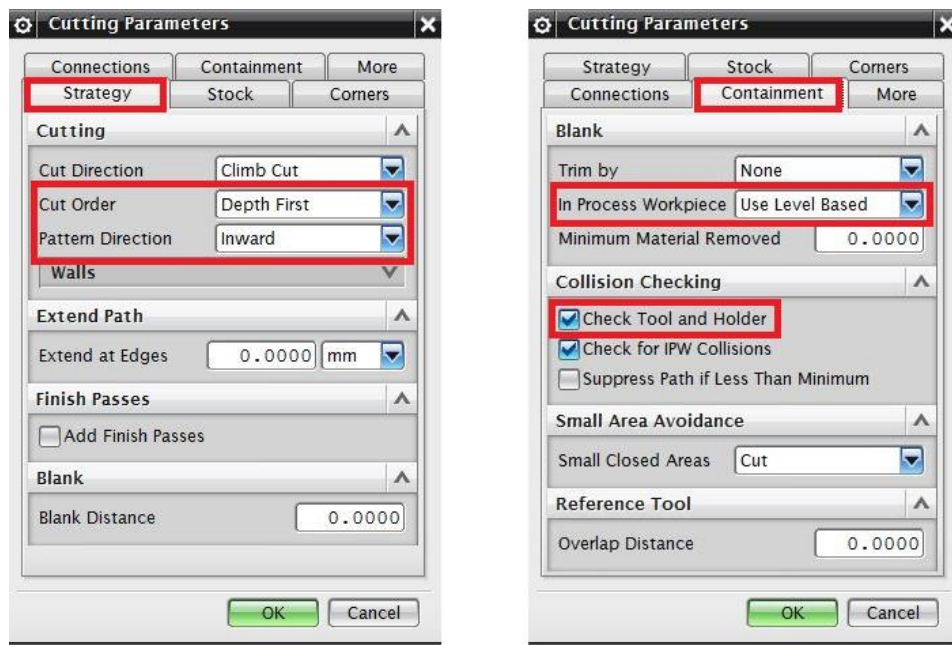 Cutting Parameters
Connections Containment More
Strategy Stock Corners
Cutting
Cut Direction Climb Cut
Cut Order Depth First
Pattern Direction Inward
Walls
Extend Path
Extend at Edges 0.0000 mm
Finish Passes
Add Finish Passes
Blank
Blank Distance 0.0000
OK Cancel
Cutting Parameters
Strategy Stock Corners
Connections Containment More
Blank
Trim by None
In Process Workpiece Use Level Based
Minimum Material Removed 0.0000
Collision Checking
Check Tool and Holder
Check for IPW Collisions
Suppress Path if Less Than Minimum
Small Area Avoidance
Small Closed Areas Cut
Reference Tool
Overlap Distance 0.0000
OK Cancel